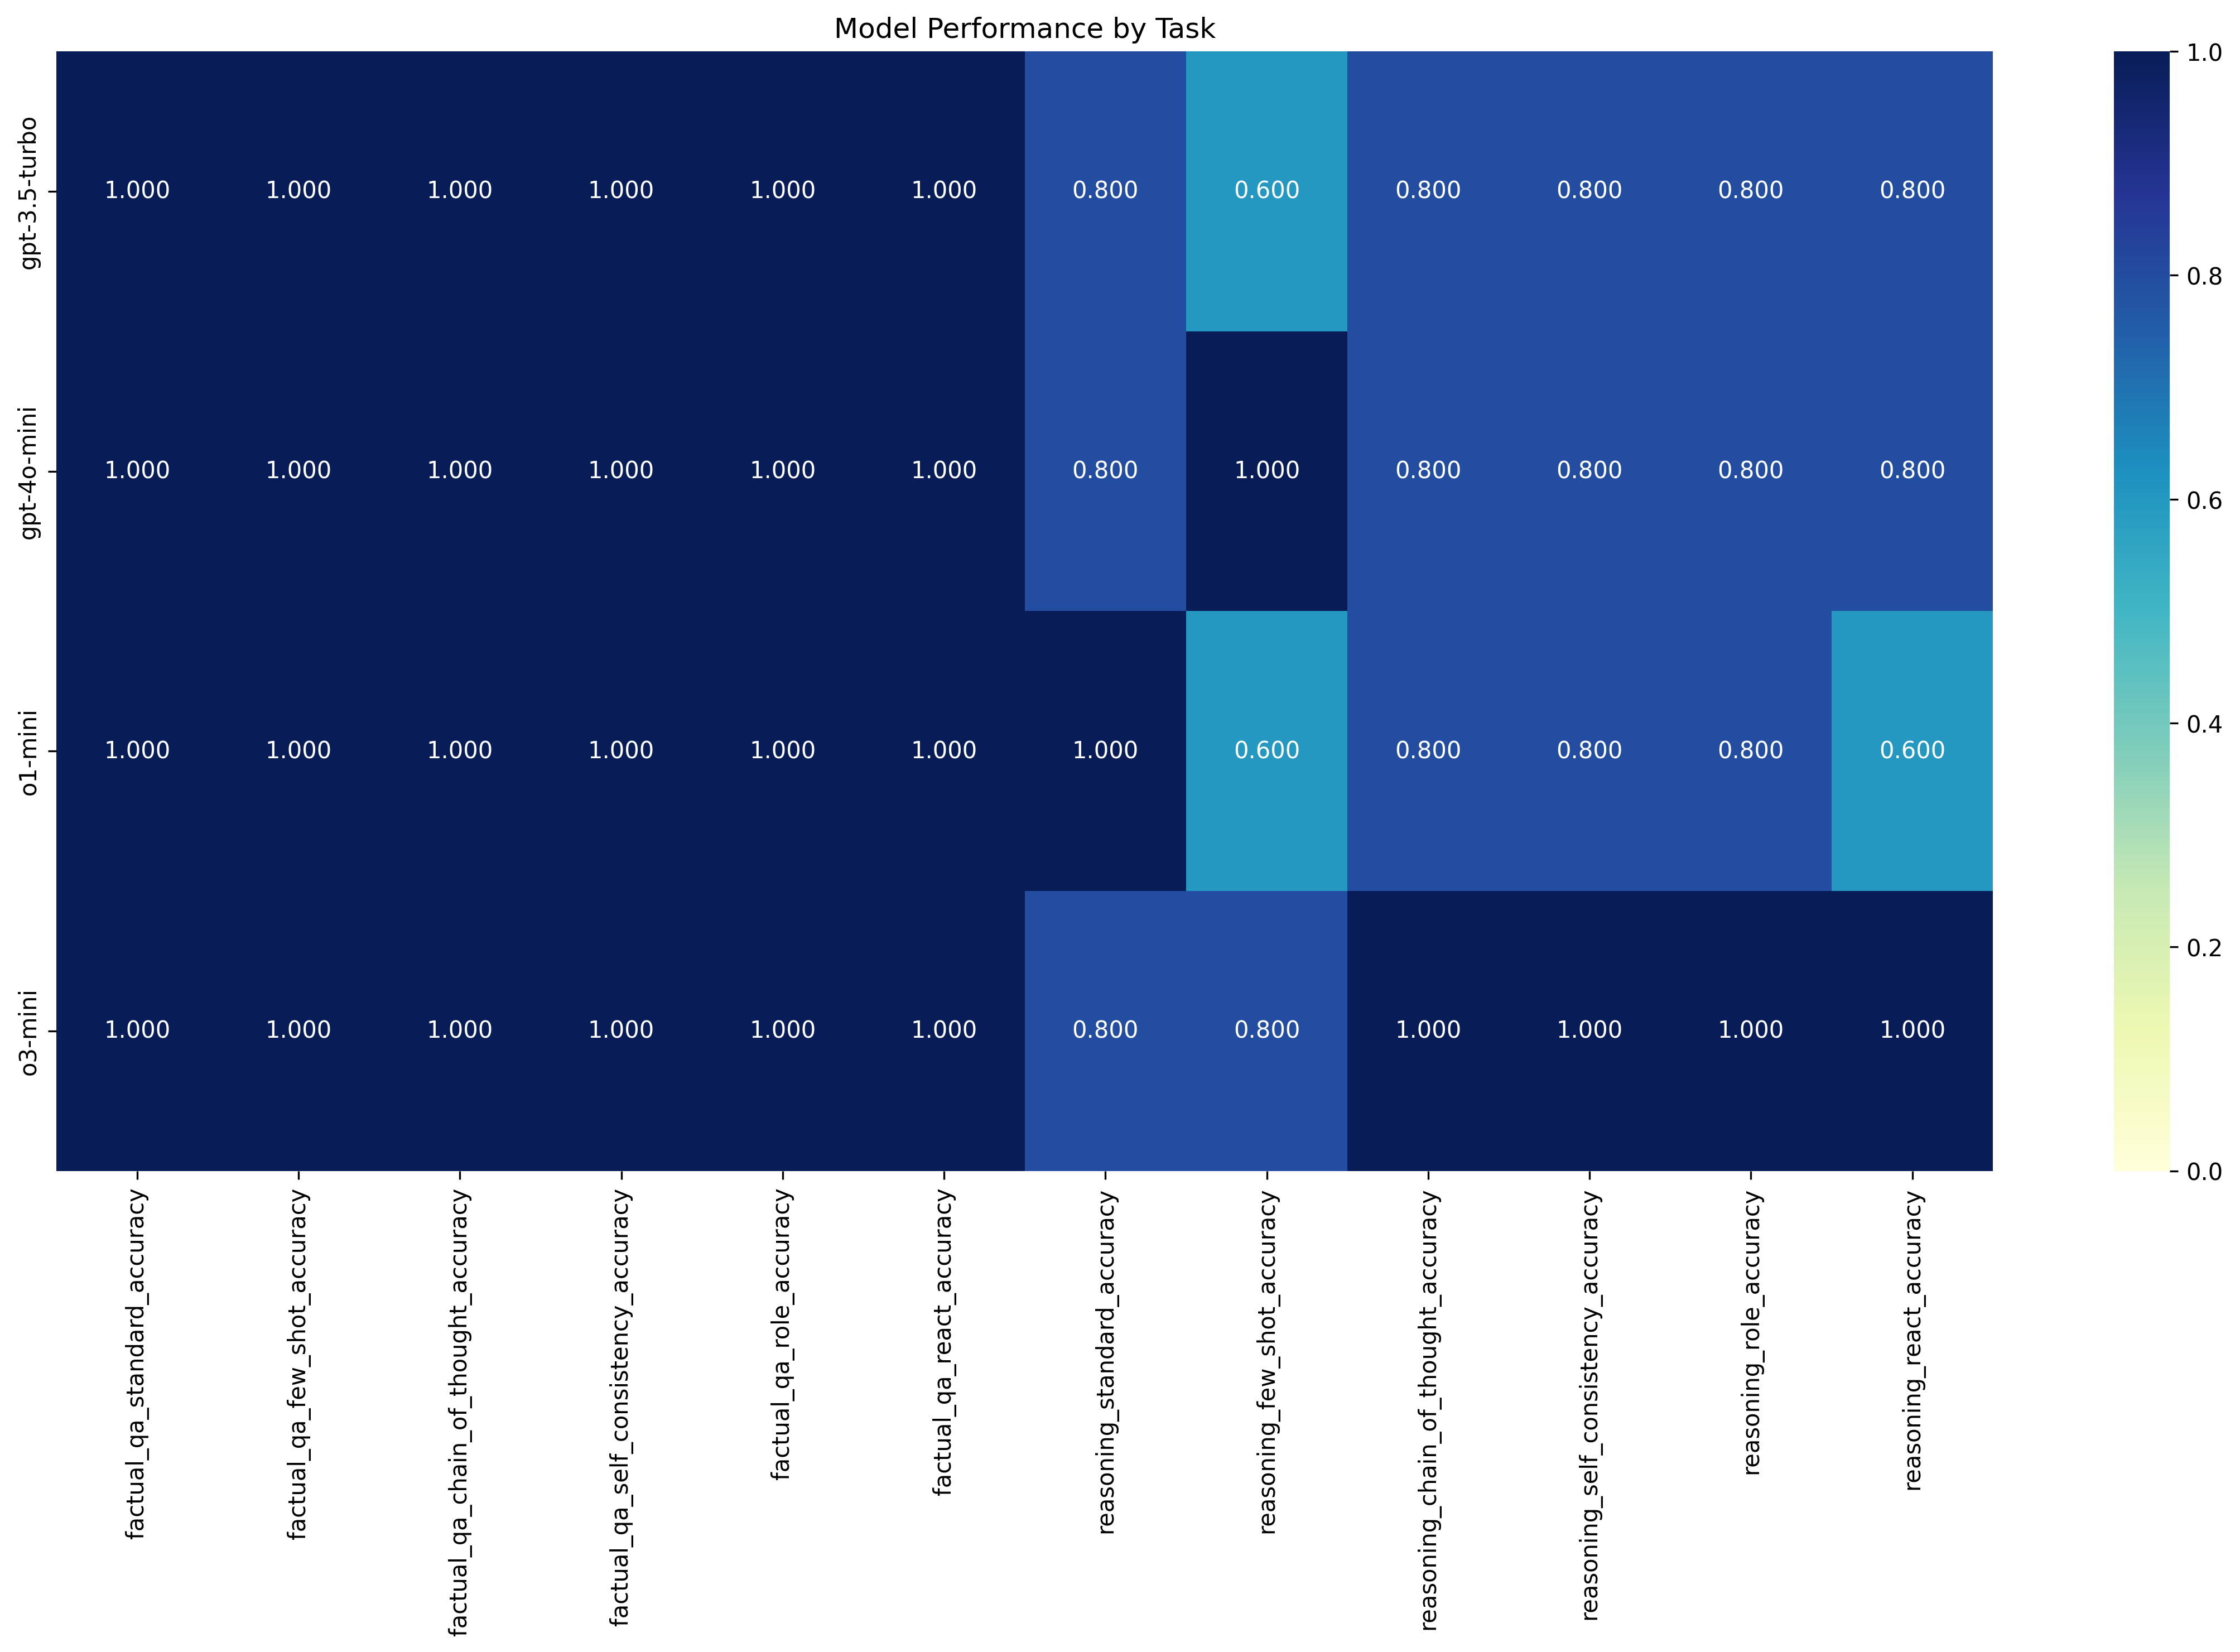 Model Performance by Task
gpt-3.5-turbo
1.000 1.000 1.000 1.000 1.000 1.000 0.800 0.600 0.800 0.800 0.800 0.800
gpt-4o-mini
1.000 1.000 1.000 1.000 1.000 1.000 0.800 1.000 0.800 0.800 0.800 0.800
o1-mini
1.000 1.000 1.000 1.000 1.000 1.000 1.000 0.600 0.800 0.800 0.800 0.600
o3-mini
1.000 1.000 1.000 1.000 1.000 1.000 0.800 0.800 1.000 1.000 1.000 1.000
factual_qa_standard_accuracy
factual_qa_few_shot_accuracy
factual_qa_chain_of_thought_accuracy
factual_qa_self_consistency_accuracy
factual_qa_role_accuracy
factual_qa_react_accuracy
reasoning_standard_accuracy
reasoning_few_shot_accuracy
reasoning_chain_of_thought_accuracy
reasoning_self_consistency_accuracy
reasoning_role_accuracy
reasoning_react_accuracy
1.0
0.8
0.6
0.4
0.2
0.0